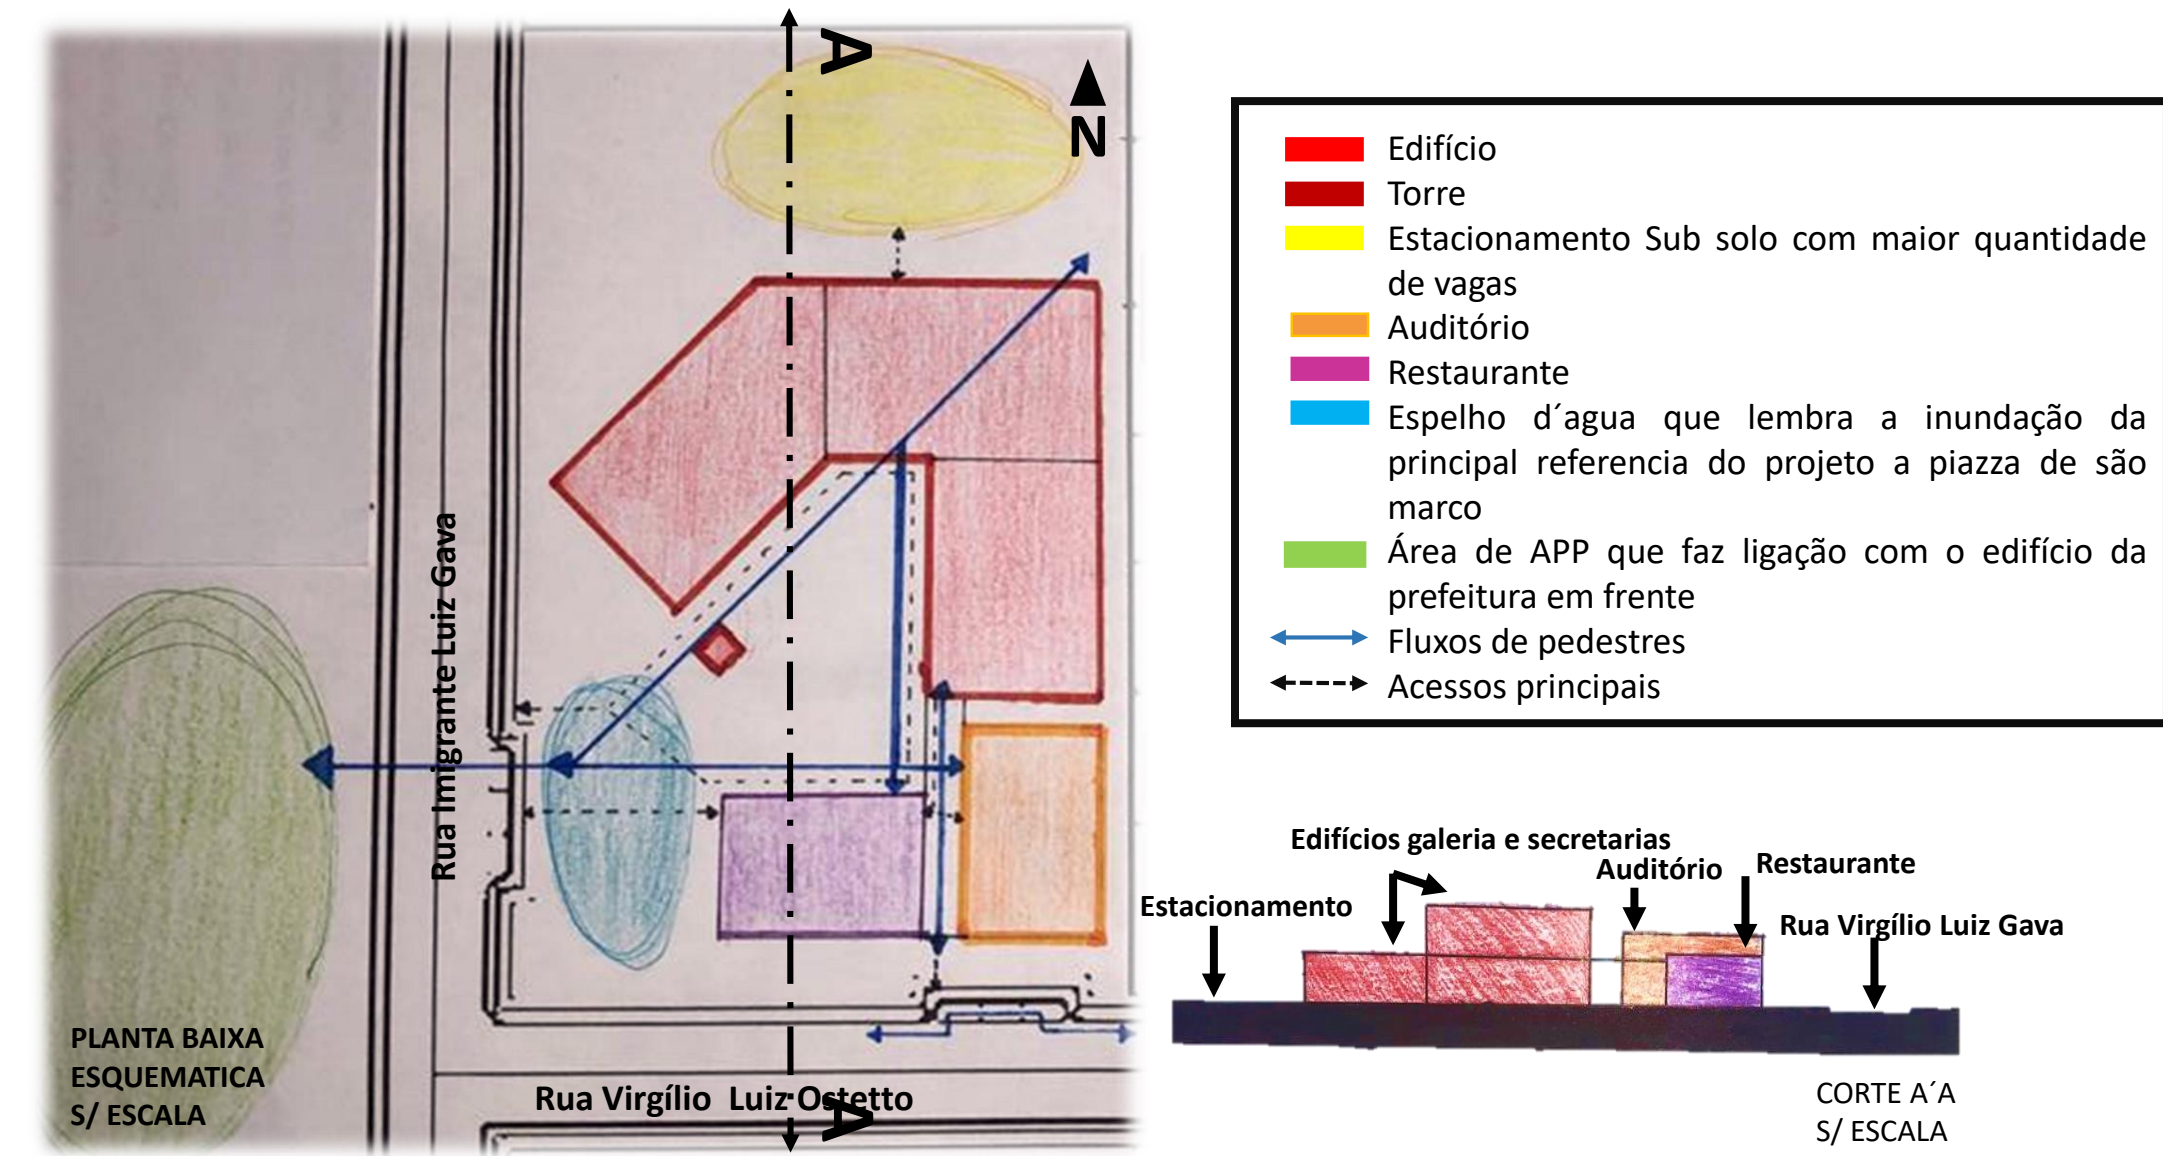 A
N
Rua Imigrante Luiz Gava
PLANTA BAIXA
ESQUEMATICA
S/ ESCALA
Rua Virgílio Luiz Ostetto
A
Edifício
Torre
Estacionamento Sub solo com maior quantidade
de vagas
Auditório
Restaurante
Espelho d´agua que lembra a inundação da
principal referencia do projeto a piazza de são
marco
Área de APP que faz ligação com o edifício da
prefeitura em frente
Fluxos de pedestres
Acessos principais
Edifícios galeria e secretarias
Auditório
Restaurante
Estacionamento
Rua Virgílio Luiz Gava
CORTE A´A
S/ ESCALA